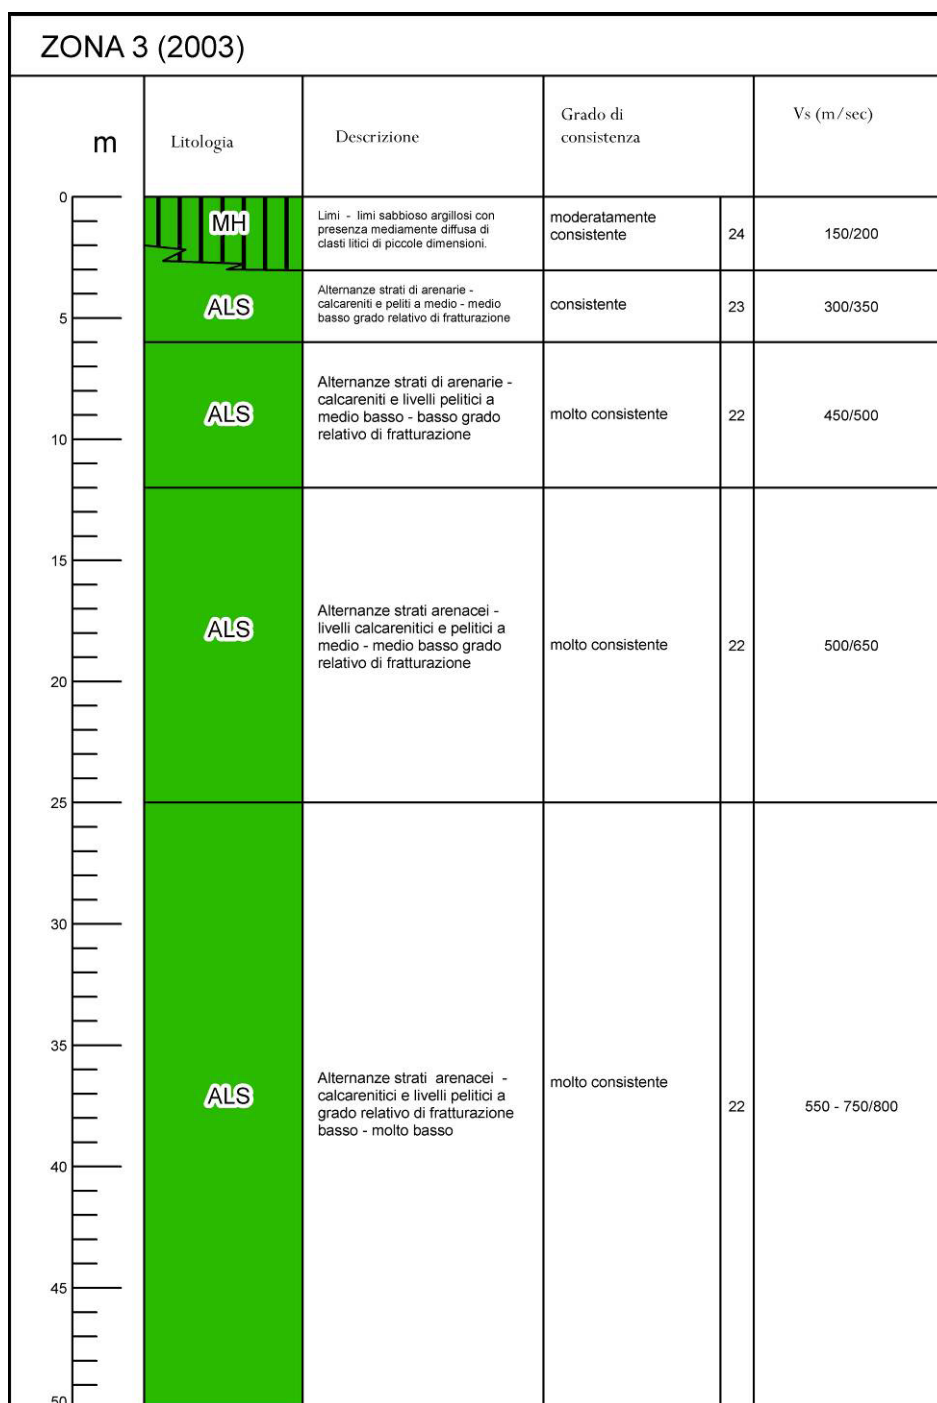 ZONA 3 (2003)
m
Litologia
Descrizione
Grado di
consistenza
Vs (m/sec)
0
MH
Limi - limi sabbioso argillosi con
presenza mediamente diffusa di
clasti litici di piccole dimensioni.
moderatamente
consistente
24
150/200
ALS
Alternanze strati di arenarie -
calcareniti e peliti a medio - medio
basso grado relativo di fratturazione
consistente
23
300/350
5
ALS
Alternanze strati di arenarie -
calcareniti e livelli pelitici a
medio basso - basso grado
relativo di fratturazione
molto consistente
22
450/500
10
15
ALS
Alternanze strati arenacei -
livelli calcarenitici e pelitici a
medio - medio basso grado
relativo di fratturazione
molto consistente
22
500/650
20
25
30
35
ALS
Alternanze strati arenacei -
calcarenitici e livelli pelitici a
grado relativo di fratturazione
basso - molto basso
molto consistente
22
550 - 750/800
40
45
50